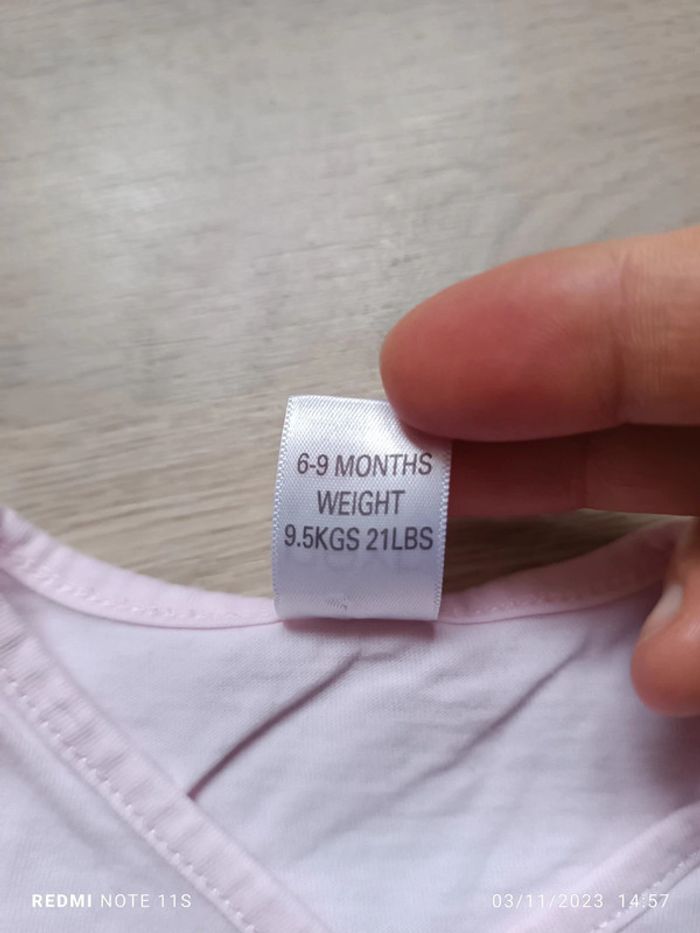 6-9 MONTHS
WEIGHT
9.5KGS 21LBS
REDMI NOTE 11S
03/11/2023 14:57